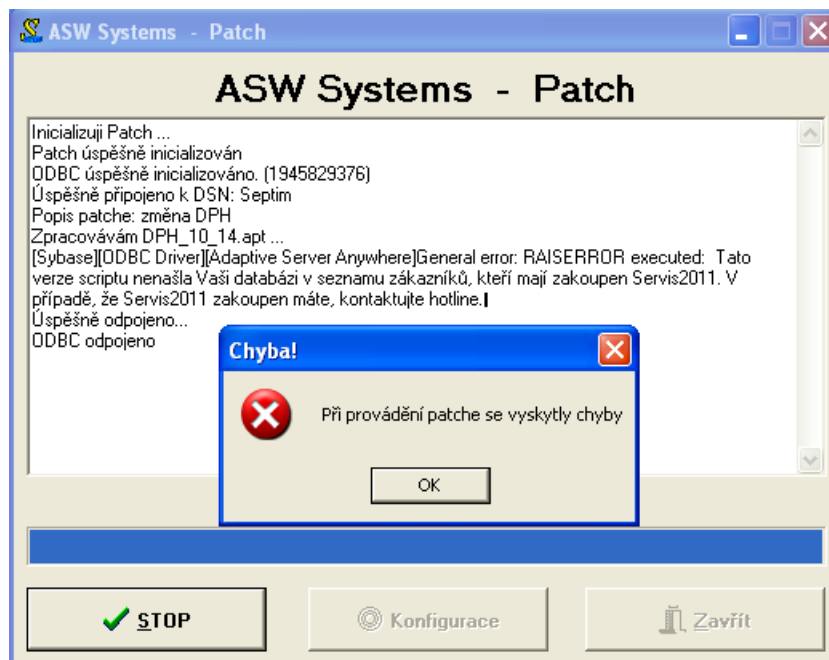 ASW Systems - Patch
ASW Systems - Patch
Inicializuji Patch ...
Patch úspěšně inicializován
ODBC úspěšně inicializováno. (1945829376)
Úspěšně připojeno k DSN: Septim
Popis patche: změna DPH
Zpracovávám DPH_10_14.apt ...
[Sybase][ODBC Driver][Adaptive Server Anywhere]General error: RAISERROR executed: Tato
verze scriptu nenašla Vaši databázi v seznamu zákazníků, kteří mají zakoupen Servis2011. V
případě, že Servis2011 zakoupen máte, kontaktujte hotline.
Úspěšně odpojeno...
ODBC odpojeno
Chyba!
Při provádění patche se vyskytly chyby
OK
STOP
Konfigurace
Zavřít